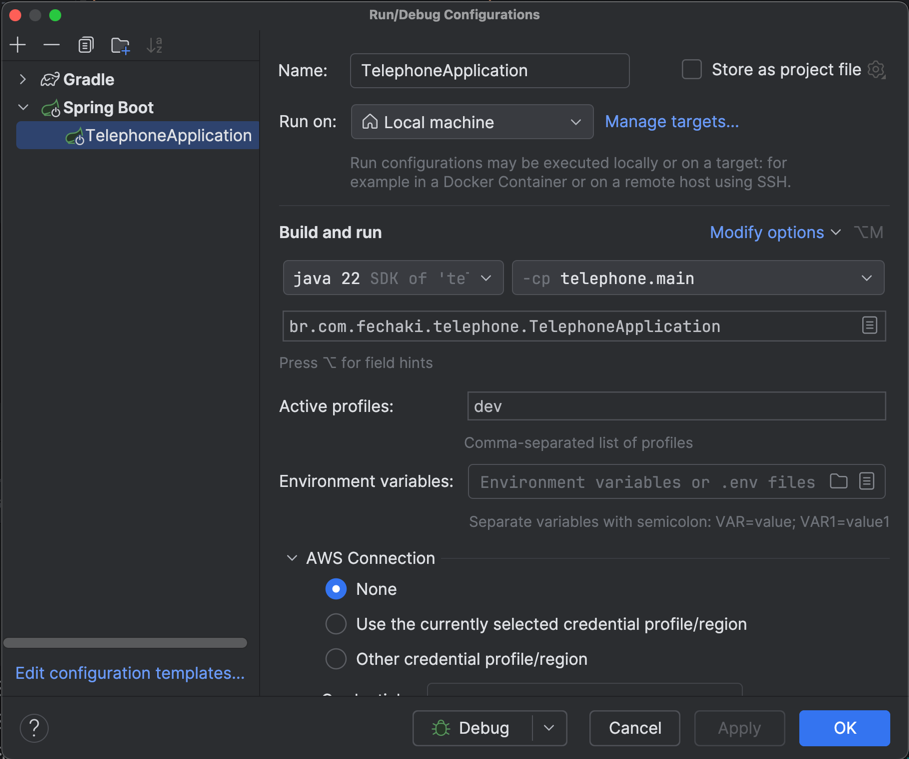 Run/Debug Configurations
Gradle
Spring Boot
TelephoneApplication
Edit configuration templates...
Name:
TelephoneApplication
Store as project file
Run on:
Local machine
Manage targets...
Run configurations may be executed locally or on a target: for
example in a Docker Container or on a remote host using SSH.
Build and run
Modify options
⌥M
java 22 SDK of 'te
-cp telephone.main
br.com.fechaki.telephone.TelephoneApplication
Press ⌥ for field hints
Active profiles:
dev
Comma-separated list of profiles
Environment variables:
Environment variables or .env files
Separate variables with semicolon: VAR=value; VAR1=value1
AWS Connection
None
Use the currently selected credential profile/region
Other credential profile/region
?
Debug
Cancel
Apply
OK